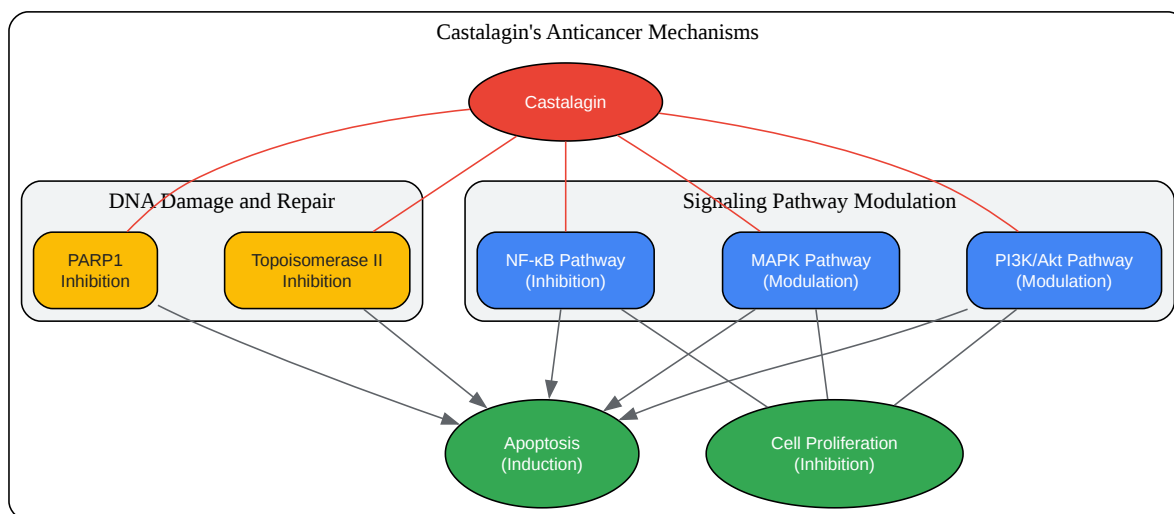 Castalagin's Anticancer Mechanisms
Castalagin
DNA Damage and Repair
Signaling Pathway Modulation
PARP1
Inhibition
Topoisomerase II
Inhibition
NF-κB Pathway
(Inhibition)
MAPK Pathway
(Modulation)
PI3K/Akt Pathway
(Modulation)
Apoptosis
(Induction)
Cell Proliferation
(Inhibition)